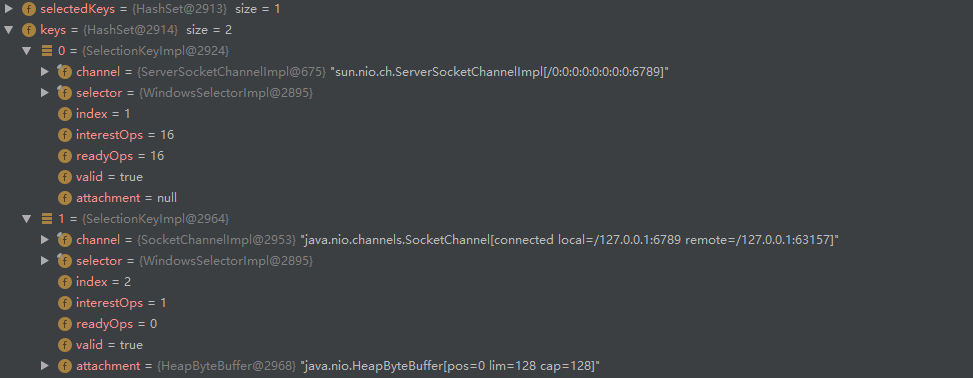 selectedKeys = {HashSet@2913} size = 1
keys = {HashSet@2914} size = 2
0 = {SelectionKeyImpl@2924}
channel = {ServerSocketChannelImpl@675} "sun.nio.ch.ServerSocketChannelImpl[/0:0:0:0:0:0:0:0:6789]"
selector = {WindowsSelectorImpl@2895}
index = 1
interestOps = 16
readyOps = 16
valid = true
attachment = null
1 = {SelectionKeyImpl@2964}
channel = {SocketChannelImpl@2953} "java.nio.channels.SocketChannel[connected local=/127.0.0.1:6789 remote=/127.0.0.1:63157]"
selector = {WindowsSelectorImpl@2895}
index = 2
interestOps = 1
readyOps = 0
valid = true
attachment = {HeapByteBuffer@2968} "java.nio.HeapByteBuffer[pos=0 lim=128 cap=128]"